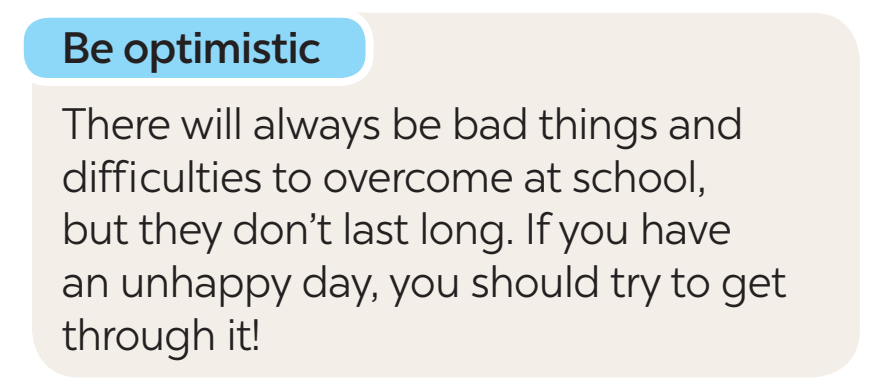 Be optimistic
There will always be bad things and
difficulties to overcome at school,
but they don't last long. If you have
an unhappy day, you should try to get
through it!